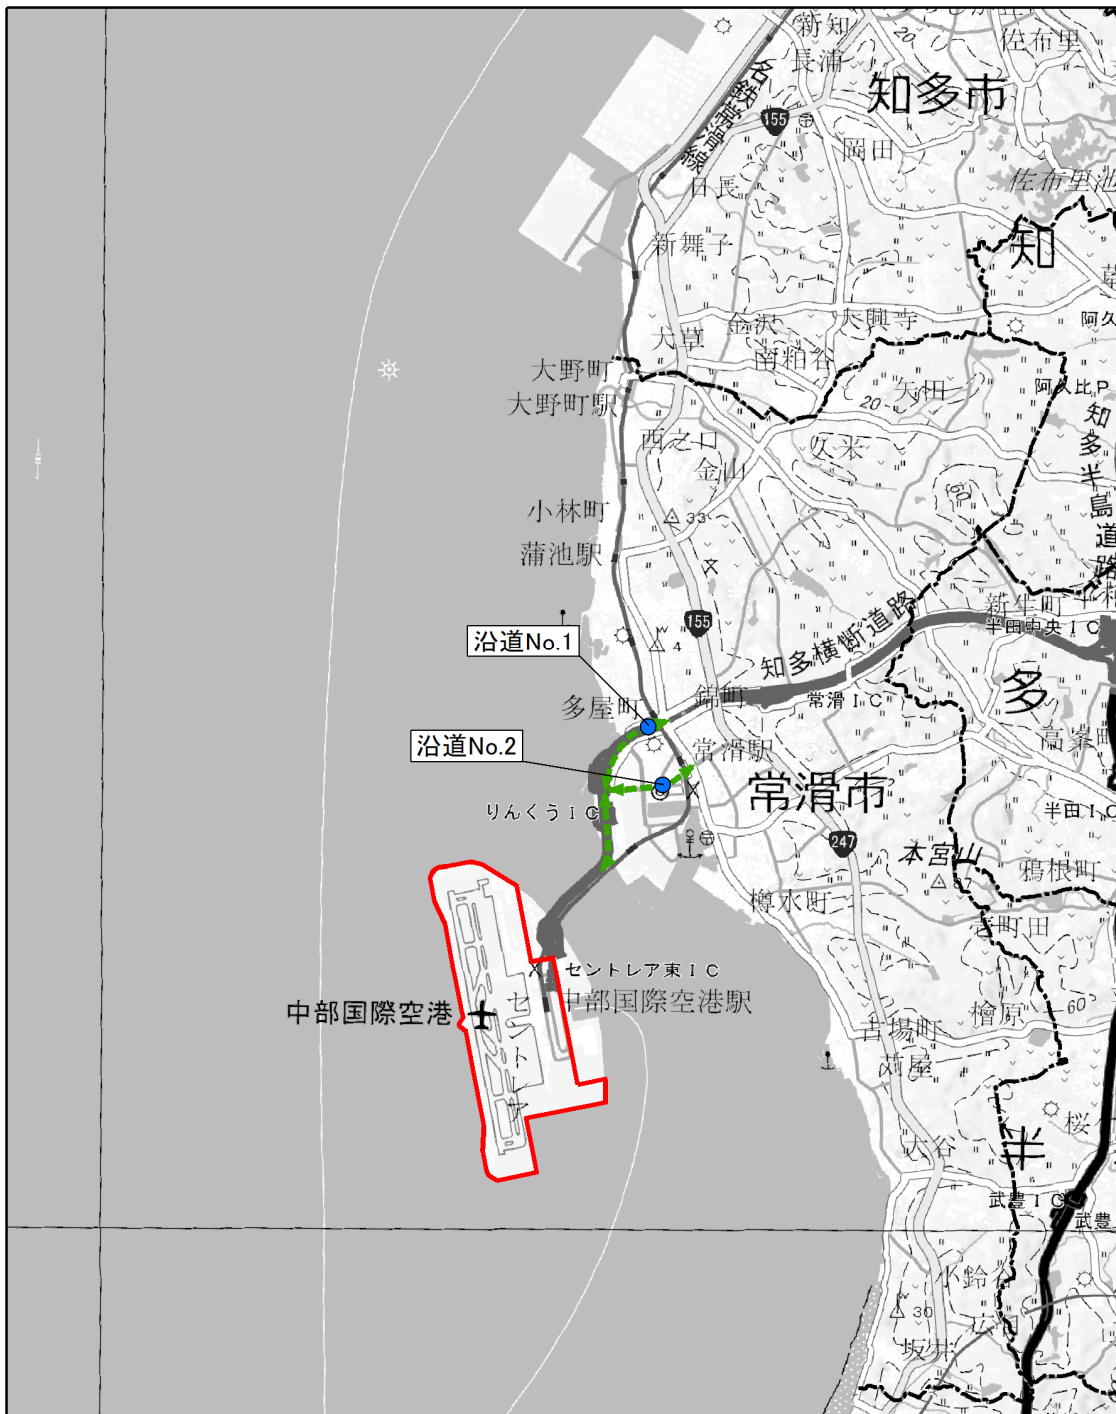 新知
佐布里
長浦
名鉄常滑線
知多市
155
岡田
日長
佐布里池
新舞子
知
金沢
大興寺
大草
南粕谷
大野町
矢田
阿久比P
大野町駅
20
知多半島道路
西之口
久米
金山
60
小林町
33
蒲池駅
新生町
155
半田中央IC
沿道No.1
4
知多横断道路
多
多屋町
錦町
常滑IC
高峯町
沿道No.2
常滑駅
常滑市
りんくうIC
半田IC
247
本宮山
鴉根町
樽水町
セントレア東IC
中部国際空港
セントレア
中部国際空港駅
檜原
60
古場町
苅屋
大谷
半
武豊IC
武豊
小鈴谷
30
坂井